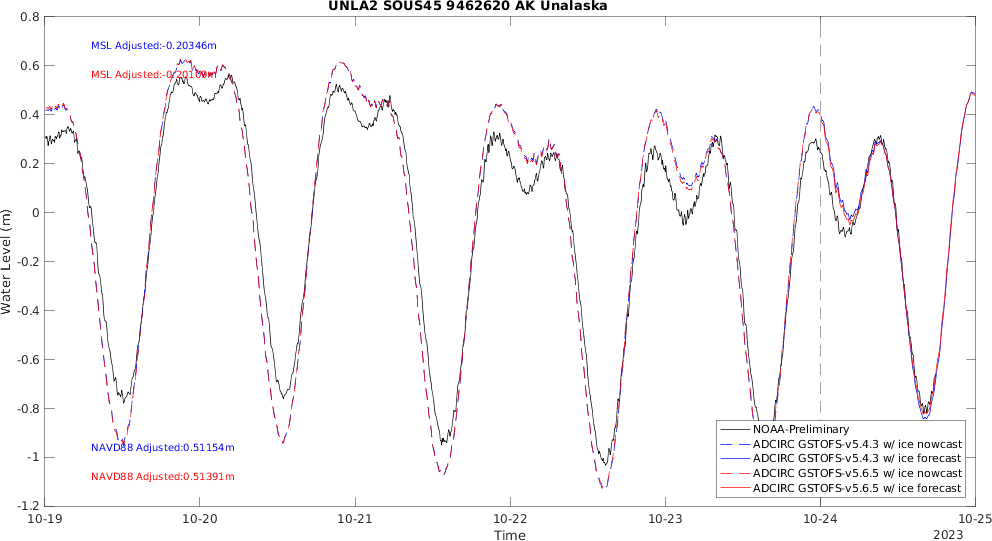 UNLA2 SOUS45 9462620 AK Unalaska
0.8
0.6
0.4
0.2
0
-0.2
-0.4
-0.6
-0.8
-1
-1.2
Water Level (m)
MSL Adjusted:-0.20346m
MSL Adjusted:-0.20109m
NAVD88 Adjusted:0.51154m
NAVD88 Adjusted:0.51391m
NOAA-Preliminary
ADCIRC GSTOFS-v5.4.3 w/ ice nowcast
ADCIRC GSTOFS-v5.4.3 w/ ice forecast
ADCIRC GSTOFS-v5.6.5 w/ ice nowcast
ADCIRC GSTOFS-v5.6.5 w/ ice forecast
10-19 10-20 10-21 10-22 10-23 10-24 10-25
Time
2023